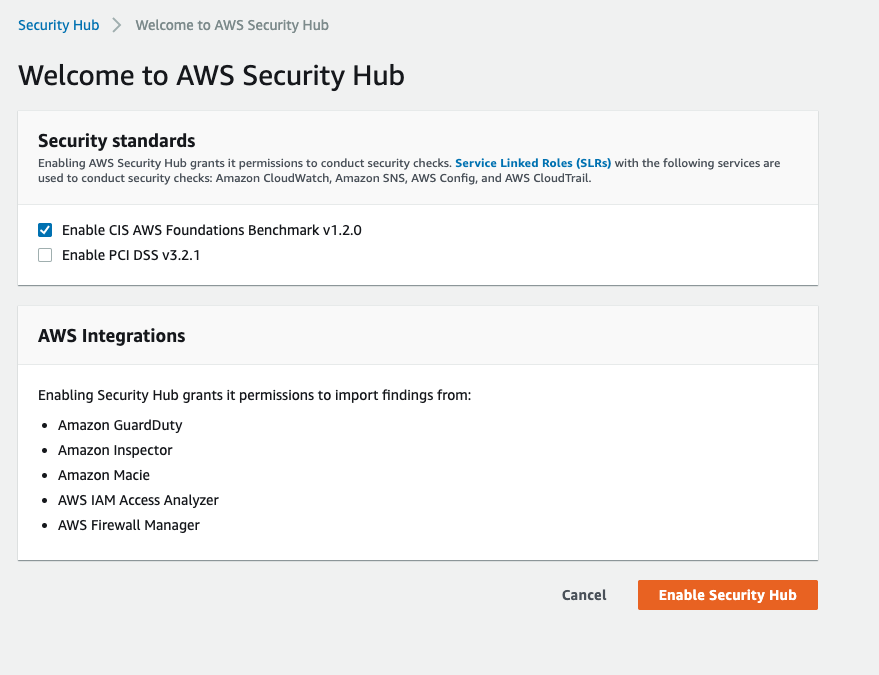 Security Hub > Welcome to AWS Security Hub
Welcome to AWS Security Hub
Security standards
Enabling AWS Security Hub grants it permissions to conduct security checks. Service Linked Roles (SLRs) with the following services are
used to conduct security checks: Amazon CloudWatch, Amazon SNS, AWS Config, and AWS CloudTrail.
Enable CIS AWS Foundations Benchmark v1.2.0
Enable PCI DSS v3.2.1
AWS Integrations
Enabling Security Hub grants it permissions to import findings from:
• Amazon GuardDuty
• Amazon Inspector
• Amazon Macie
• AWS IAM Access Analyzer
• AWS Firewall Manager
Cancel Enable Security Hub